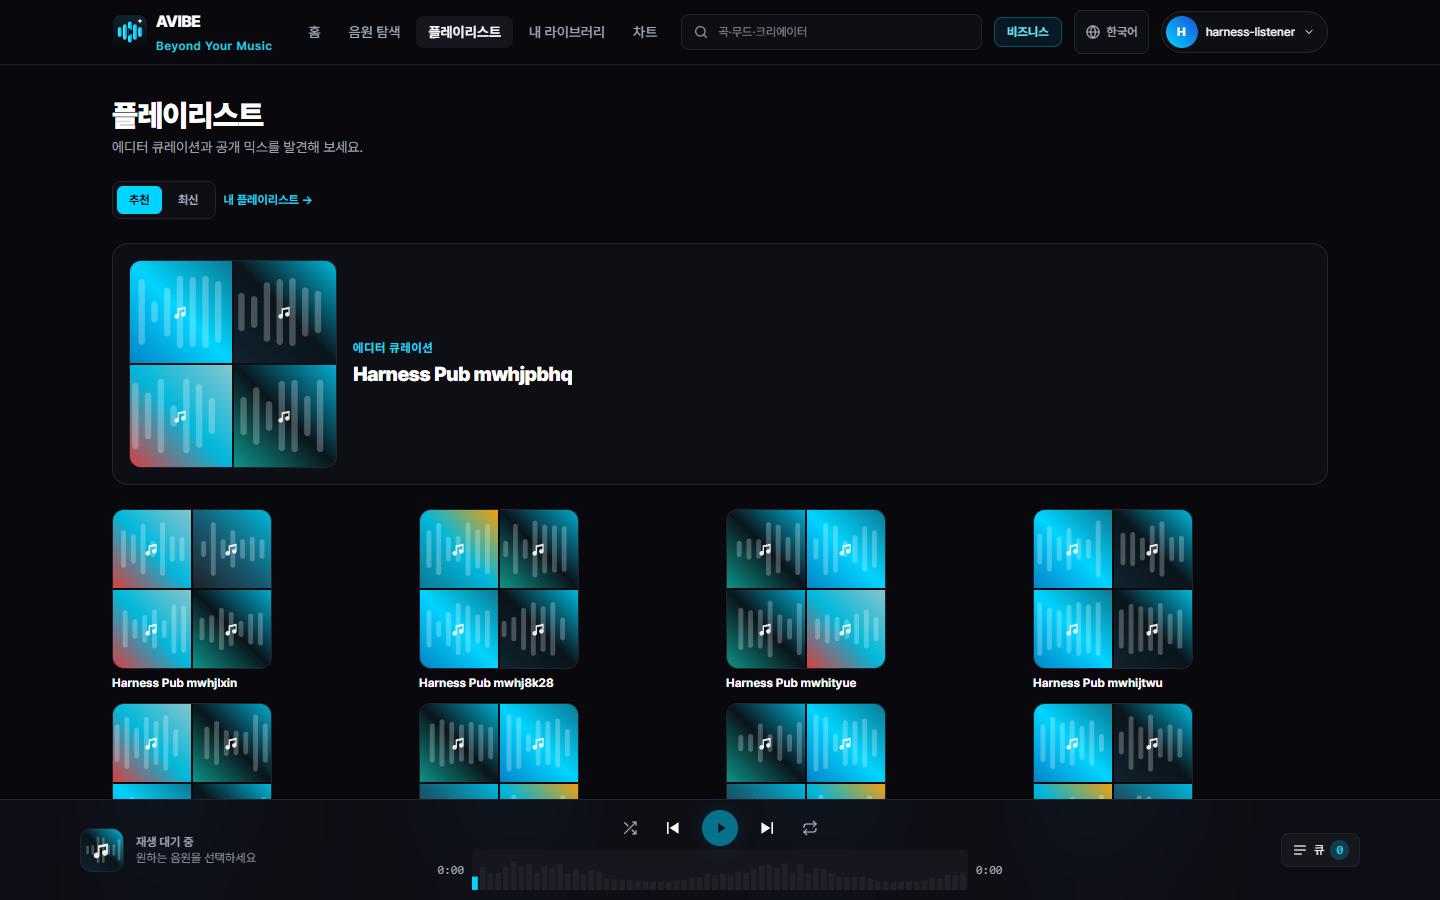 AVIBE
Beyond Your Music
홈
음원 탐색
플레이리스트
내 라이브러리
차트
곡·무드·크리에이터
비즈니스
한국어
H
harness-listener
플레이리스트
에디터 큐레이션과 공개 믹스를 발견해 보세요.
추천
최신
내 플레이리스트 →
에디터 큐레이션
Harness Pub mwhjpbhq
Harness Pub mwhjlxin
Harness Pub mwhj8k28
Harness Pub mwhityue
Harness Pub mwhijtwu
재생 대기 중
원하는 음원을 선택하세요
0:00
0:00
큐
0